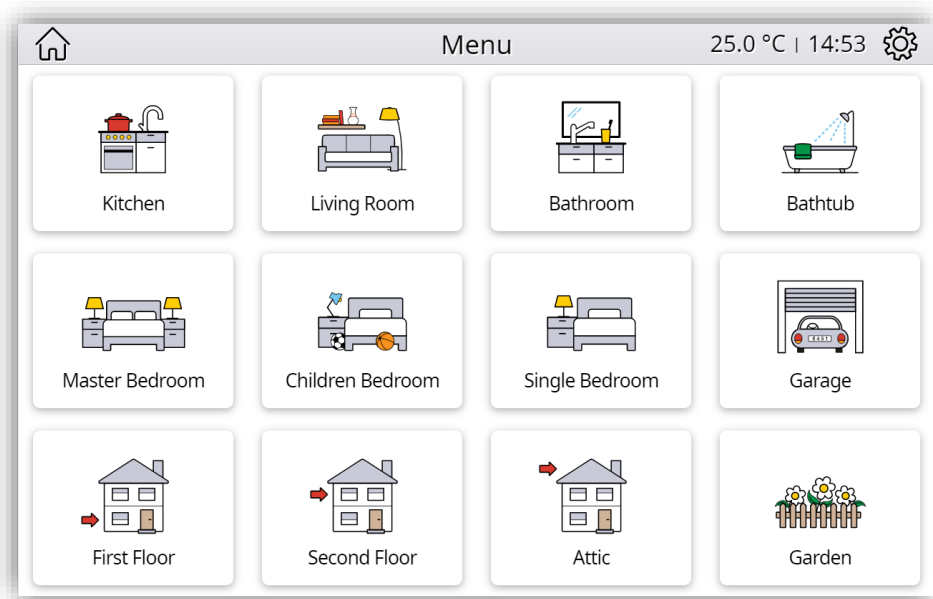 Menu
25.0 °C | 14:53
Kitchen
Living Room
Bathroom
Bathtub
Master Bedroom
Children Bedroom
Single Bedroom
Garage
First Floor
Second Floor
Attic
Garden